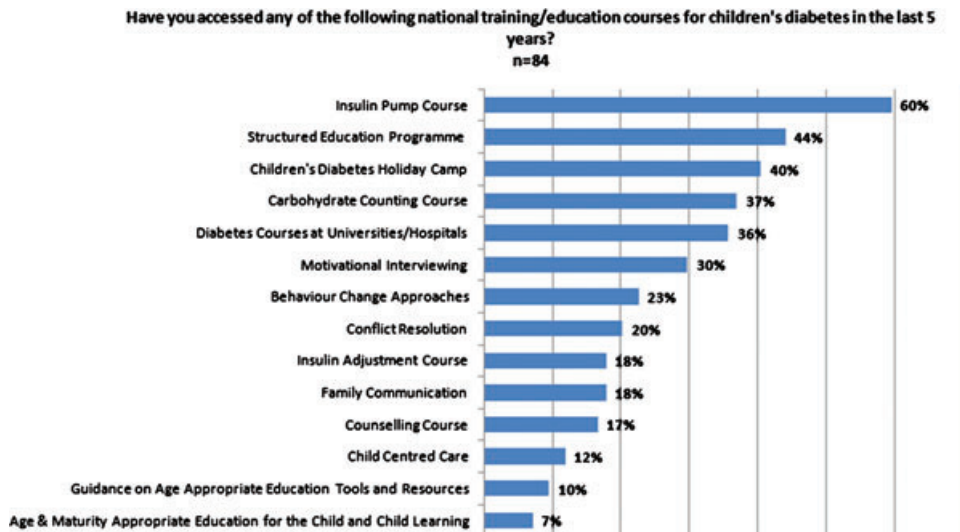 Have you accessed any of the following national training/education courses for children's diabetes in the last 5
years?
n=84
Insulin Pump Course 60%
Structured Education Programme 44%
Children's Diabetes Holiday Camp 40%
Carbohydrate Counting Course 37%
Diabetes Courses at Universities/Hospitals 36%
Motivational Interviewing 30%
Behaviour Change Approaches 23%
Conflict Resolution 20%
Insulin Adjustment Course 18%
Family Communication 18%
Counselling Course 17%
Child Centred Care 12%
Guidance on Age Appropriate Education Tools and Resources 10%
Age & Maturity Appropriate Education for the Child and Child Learning 7%